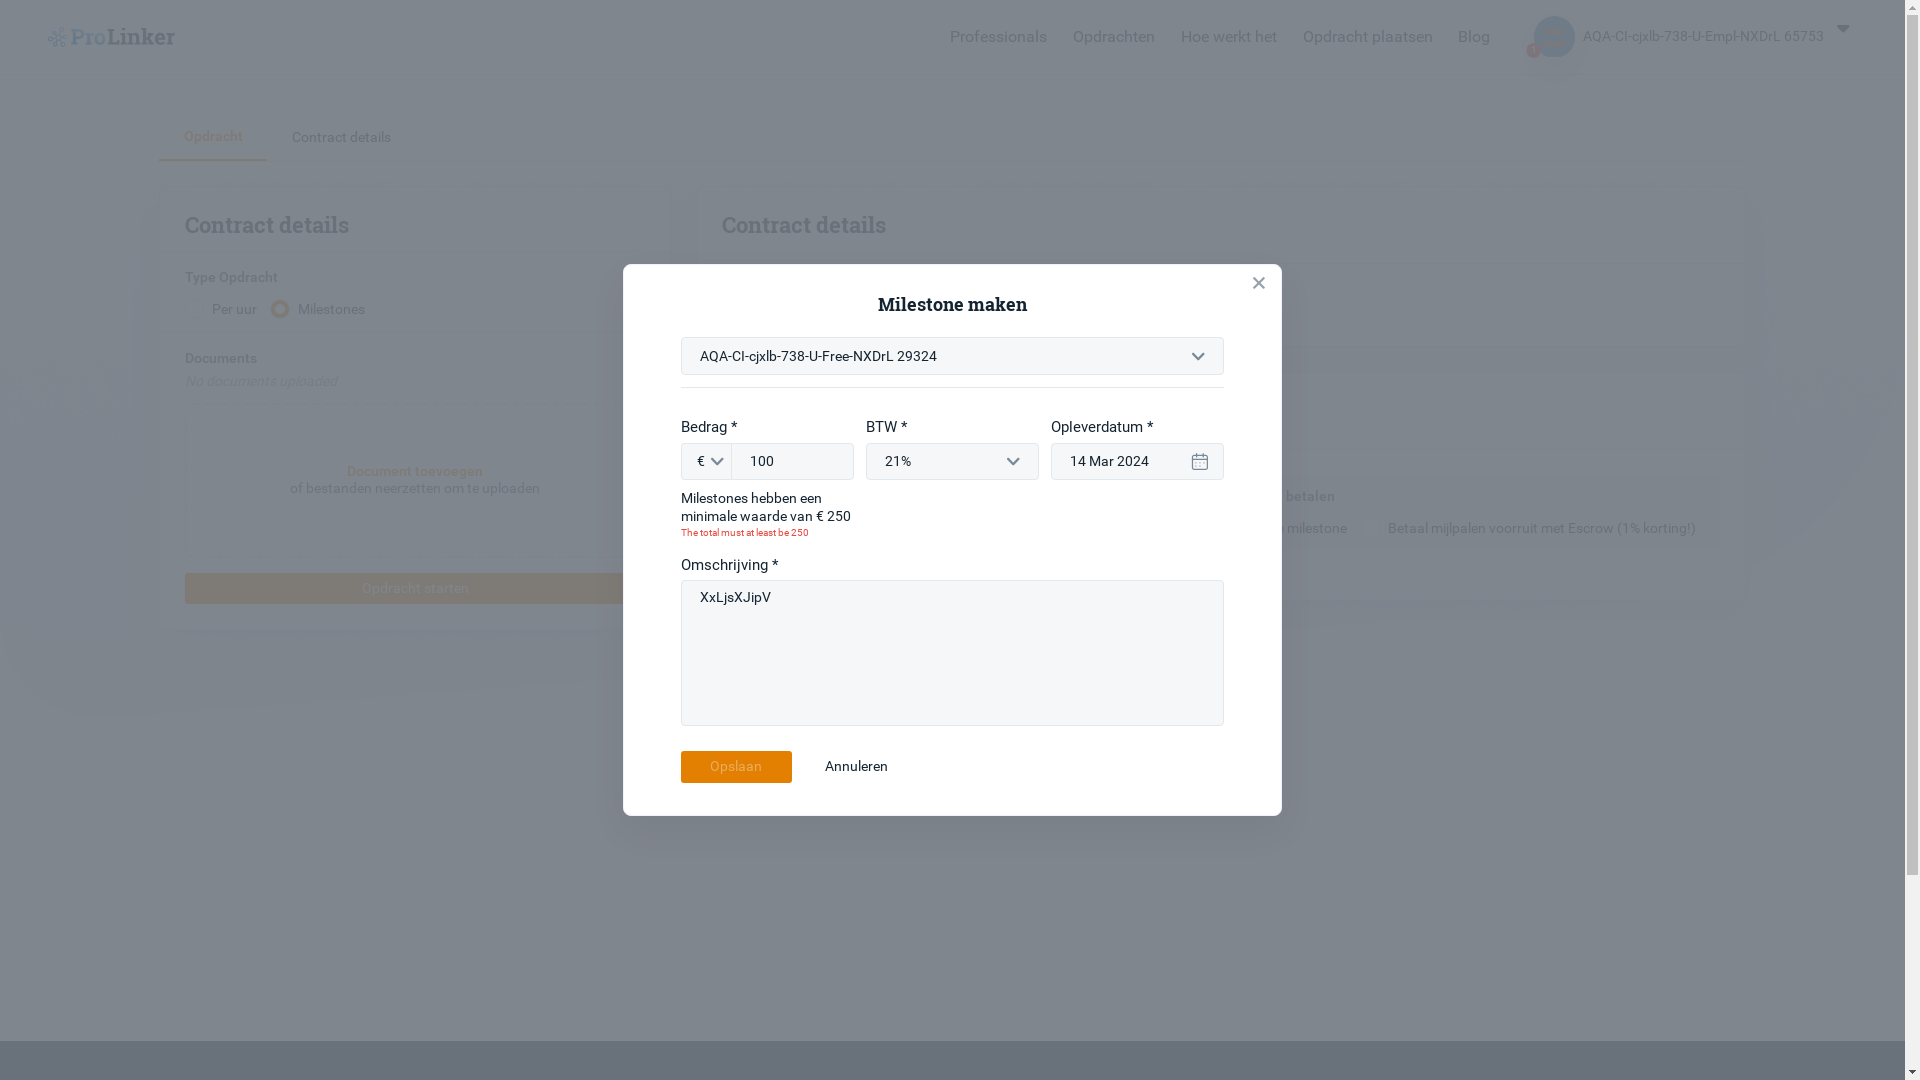 ProLinker
Professionals
Opdrachten
Hoe werkt het
Opdracht plaatsen
Blog
AQA-CI-cjxlb-738-U-Empl-NXDrL 65753
Opdracht
Contract details
Contract details
Contract details
Type Opdracht
Per uur
Milestones
Documents
No documents uploaded
Document toevoegen
of bestanden neerzetten om te uploaden
Opdracht starten
betalen
milestone
Betaal mijlpalen voorruit met Escrow (1% korting!)
Milestone maken
AQA-CI-cjxlb-738-U-Free-NXDrL 29324
Bedrag *
BTW *
Opleverdatum *
€
100
21%
14 Mar 2024
Milestones hebben een
minimale waarde van € 250
The total must at least be 250
Omschrijving *
XxLjsXJipV
Opslaan
Annuleren